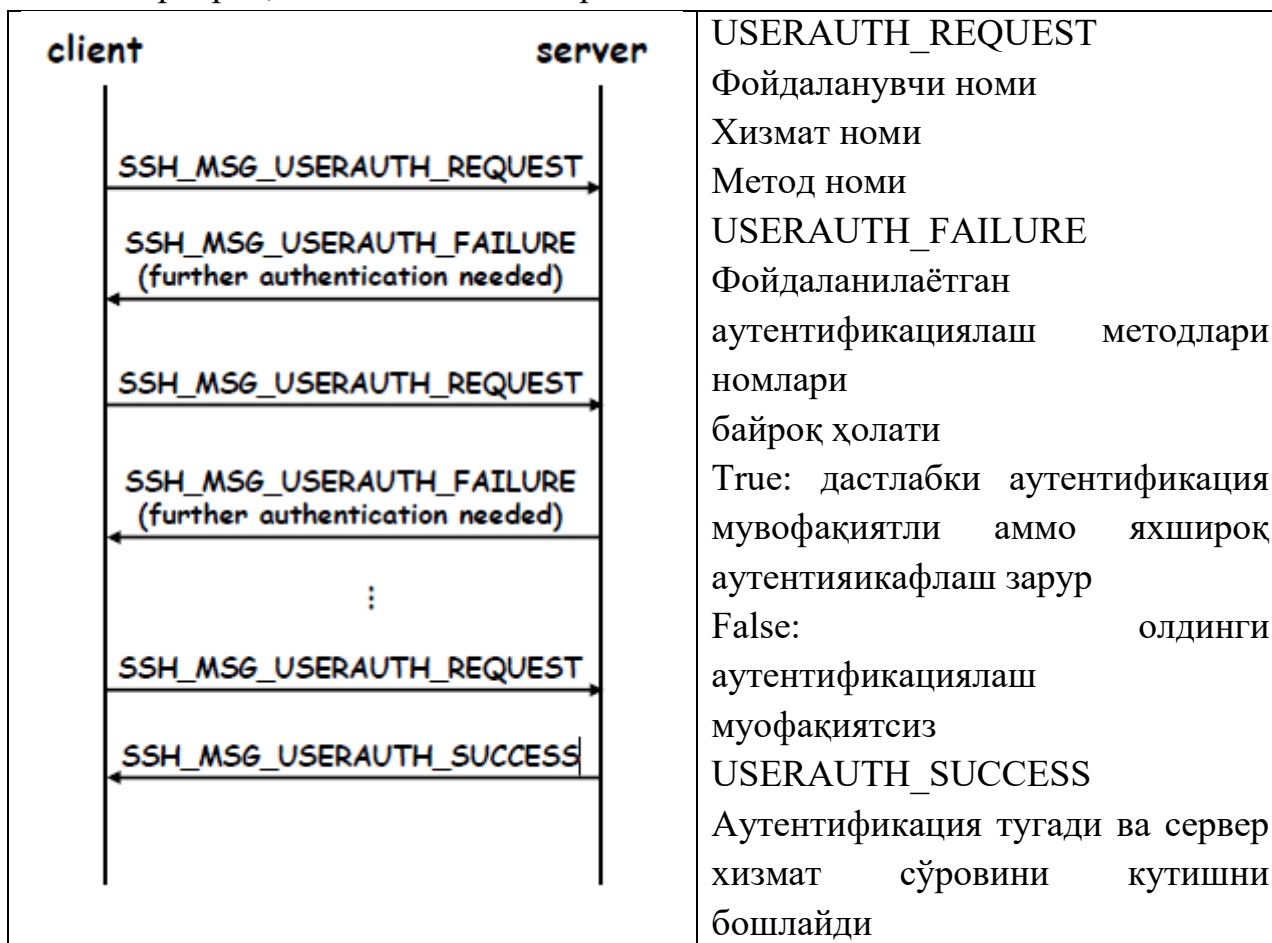 client server
SSH_MSG_USERAUTH_REQUEST
SSH_MSG_USERAUTH_FAILURE
(further authentication needed)
SSH_MSG_USERAUTH_REQUEST
SSH_MSG_USERAUTH_FAILURE
(further authentication needed)
SSH_MSG_USERAUTH_REQUEST
SSH_MSG_USERAUTH_SUCCESS
USERAUTH_REQUEST
Фойдаланувчи номи
Хизмат номи
Метод номи
USERAUTH_FAILURE
Фойдаланилаётган
аутентификациялаш методлари
номлари
байроқ ҳолати
True: дастлабки аутентификация
мувофақиятли аммо яхшироқ
аутентияикафлаш зарур
False: олдинги
аутентификациялаш
муофақиятсиз
USERAUTH_SUCCESS
Аутентификация тугади ва сервер
хизмат сўровини кутишни
бошлайди